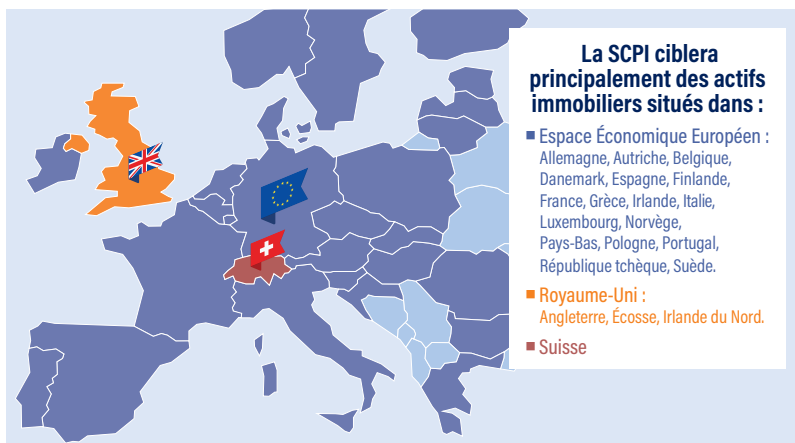 La SCPI ciblera
principalement des actifs
immobiliers situés dans :
Espace Économique Européen :
Allemagne, Autriche, Belgique,
Danemark, Espagne, Finlande,
France, Grèce, Irlande, Italie,
Luxembourg, Norvège,
Pays-Bas, Pologne, Portugal,
République tchèque, Suède.
Royaume-Uni :
Angleterre, Écosse, Irlande du Nord.
Suisse